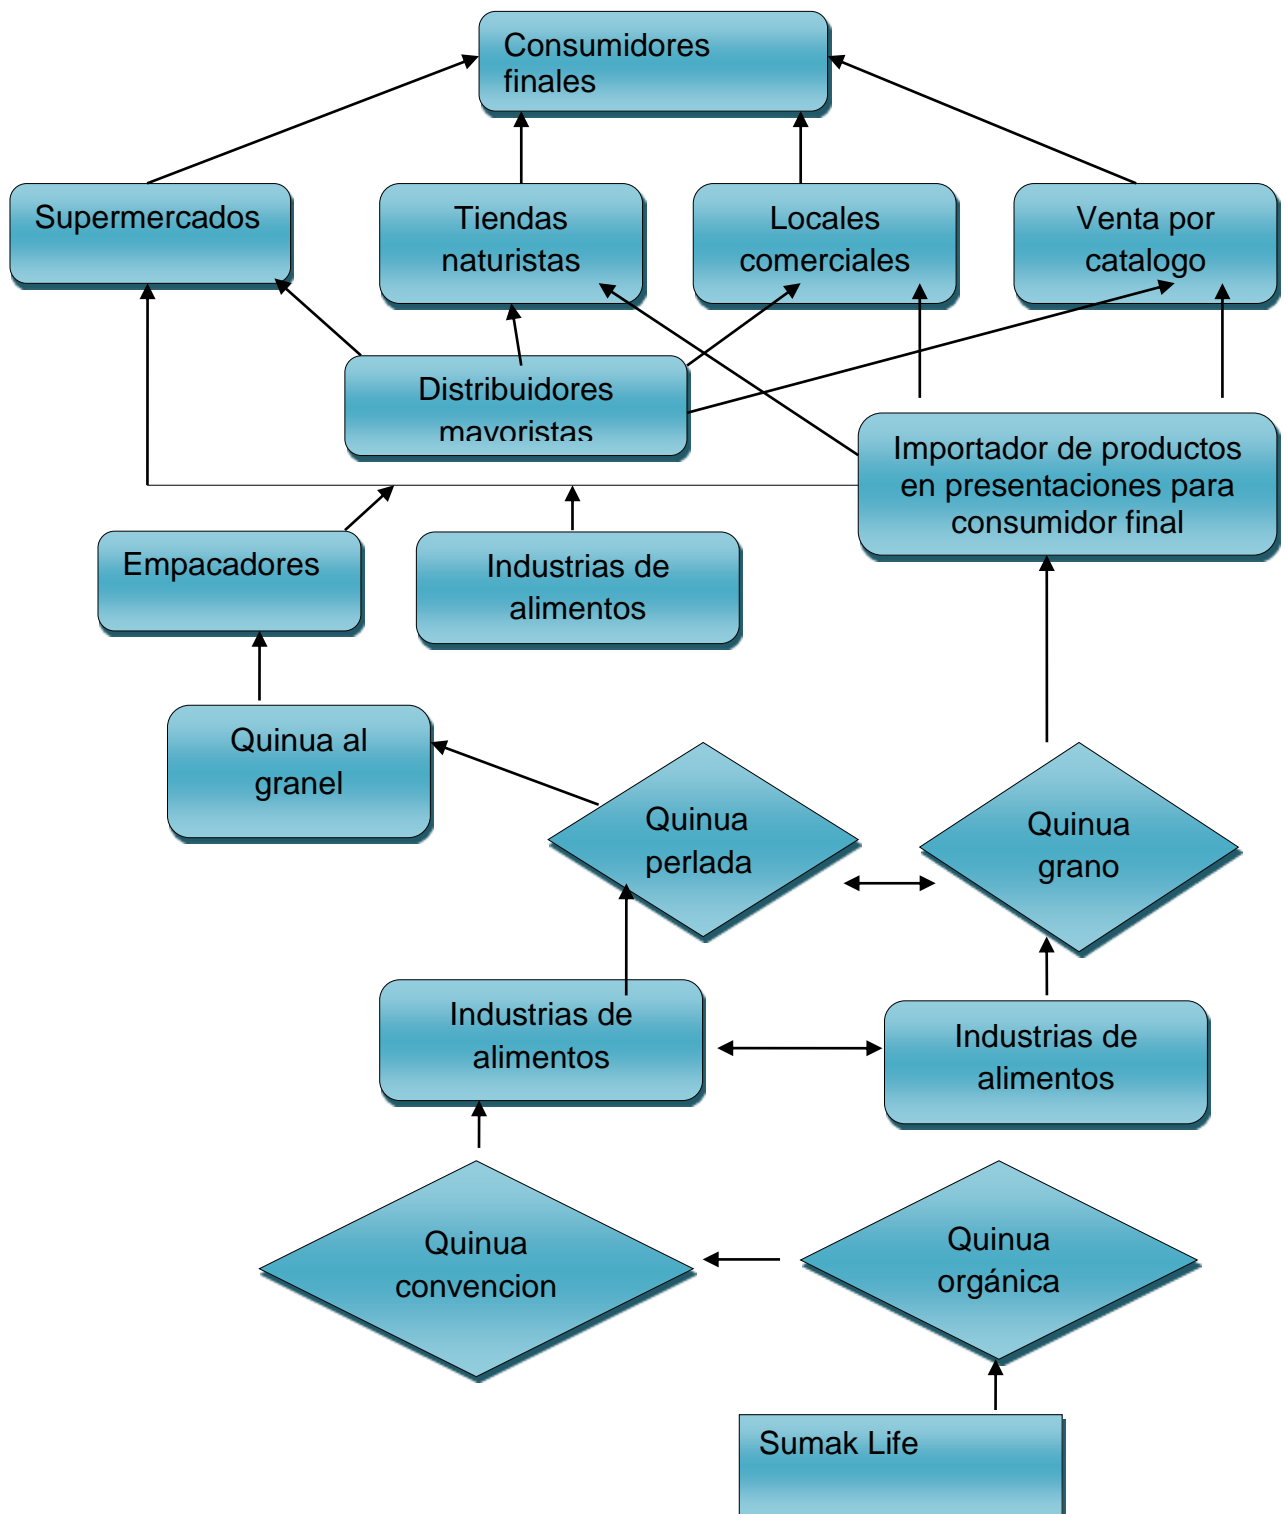 Consumidores
finales
Supermercados
Tiendas
naturistas
Locales
comerciales
Venta por
catalogo
Distribuidores
mayoristas
Importador de productos
en presentaciones para
consumidor final
Empacadores
Industrias de
alimentos
Quinua al
granel
Quinua
perlada
Quinua
grano
Industrias de
alimentos
Industrias de
alimentos
Quinua
convencion
Quinua
orgánica
Sumak Life